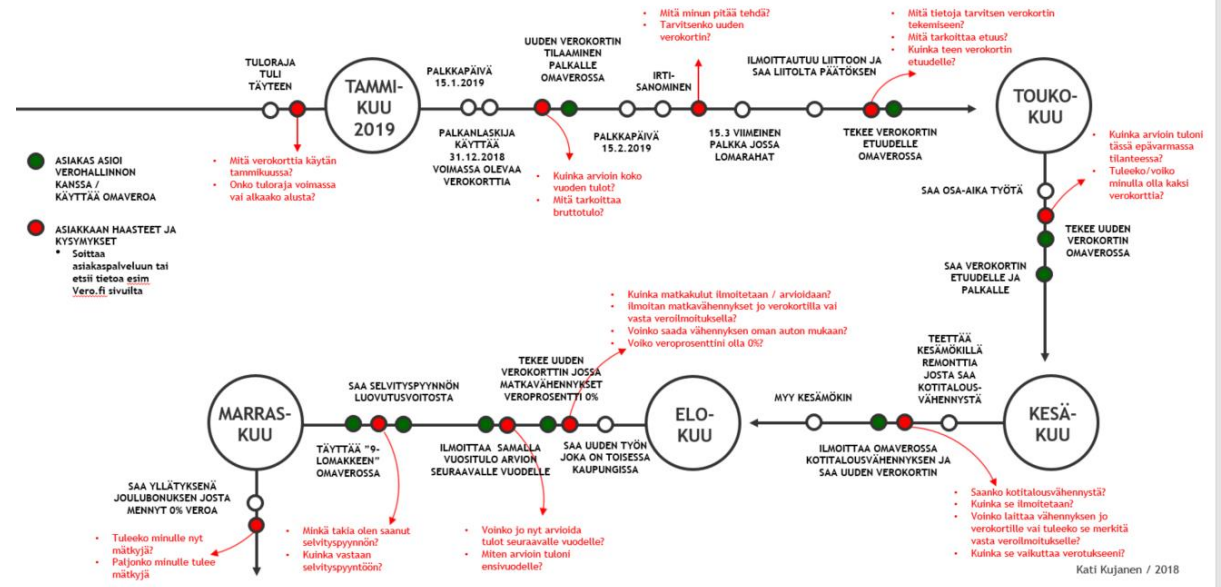 TULORAJA
TULI
TÄYTEEN
TAMMI-
KUU
2019
• Mitä verokorttia käytän
tammikuussa?
• Onko tuloraja voimassa
vai alkaako alusta?
ASIAKAS ASIOI
VEROHALLINNON
KANSSA /
KÄYTTÄÄ OMAVEROA
ASIAKKAAN HAASTEET JA
KYSYMYKSET
• Soittaa
asiakaspalveluun tai
etsii tietoa esim
Vero.fi sivuilta
PALKKAPÄIVÄ
15.1.2019
PALKANLASKIJA
KÄYTTÄÄ
31.12.2018
VOIMASSA OLEVAA
VEROKORTTIA
UUDEN VEROKORTIN
TILAAMINEN
PALKALLE
OMAVEROSSA
• Kuinka arvioin koko
vuoden tulot?
• Mitä tarkoittaa
bruttotulo?
PALKKAPÄIVÄ
15.2.2019
IRTI-
SANOMINEN
• Mitä minun pitää tehdä?
• Tarvitsenko uuden
verokortin?
15.3 VIIMEINEN
PALKKA JOSSA
LOMARAHAT
ILMOITTAUTUU LIITTOON JA
SAA LIITOLTA PÄÄTÖKSEN
• Mitä tietoja tarvitsen verokortin
tekemiseen?
• Mitä tarkoittaa etuus?
• Kuinka teen verokortin
etuudelle?
TEKEE VEROKORTIN
ETUUDELLE
OMAVEROSSA
TOUKO-
KUU
• Kuinka arvioin tuloni
tässä epävarmassa
tilanteessa?
• Tuleeko/voiko
minulla olla kaksi
verokorttia?
SAA OSA-AIKA TYÖTÄ
TEKEE UUDEN
VEROKORTIN
OMAVEROSSA
SAA VEROKORTIN
ETUUDELLE JA
PALKALLE
KESÄ-
KUU
TEETTÄÄ
KESÄMÖKILLÄ
REMONTTIA
JOSTA SAA
KOTITALOUS-
VÄHENNYSTÄ
ILMOITTAA OMAVEROSSA
KOTITALOUSVÄHENNYKSEN JA
SAA UUDEN VEROKORTIN
• Saanko kotitalousvähennystä?
• Kuinka se ilmoitetaan?
• Voinko laittaa vähennyksen jo
verokortille vai tuleeko se merkitä
vasta veroilmoitukselle?
• Kuinka se vaikuttaa verotukseeni?
MYY KESÄMÖKIN
ELO-
KUU
• Kuinka matkakulut ilmoitetaan / arvioidaan?
• ilmoitan matkavähennykset jo verokortilla vai
vasta veroilmoituksella?
• Voinko saada vähennyksen oman auton mukaan?
• Voiko veroprosenttini olla 0%?
SAA UUDEN TYÖN
JOKA ON TOISESSA
KAUPUNGISSA
TEKEE UUDEN
VEROKORTTIN JOSSA
MATKAVÄHENNYKSET
VEROPROSENTTI 0%
ILMOITTAA SAMALLA
VUOSITULO ARVION
SEURAAVALLE VUODELLE
• Voinko jo nyt arvioida
tulot seuraavalle vuodelle?
• Miten arvioin tuloni
ensivuodelle?
SAA SELVITYSPYYNNÖN
LUOVUTUSVOITOSTA
TÄYTTÄÄ "9-
LOMAKKEEN"
OMAVEROSSA
• Minkä takia olen saanut
selvityspyynnön?
• Kuinka vastaan
selvityspyyntöön?
MARRAS-
KUU
SAA YLLÄTYKSENÄ
JOULUBONUKSEN JOSTA
MENNYT 0% VEROA
• Tuleeko minulle nyt
mätkyjä?
• Paljonko minulle tulee
mätkyjä
Kati Kujanen / 2018